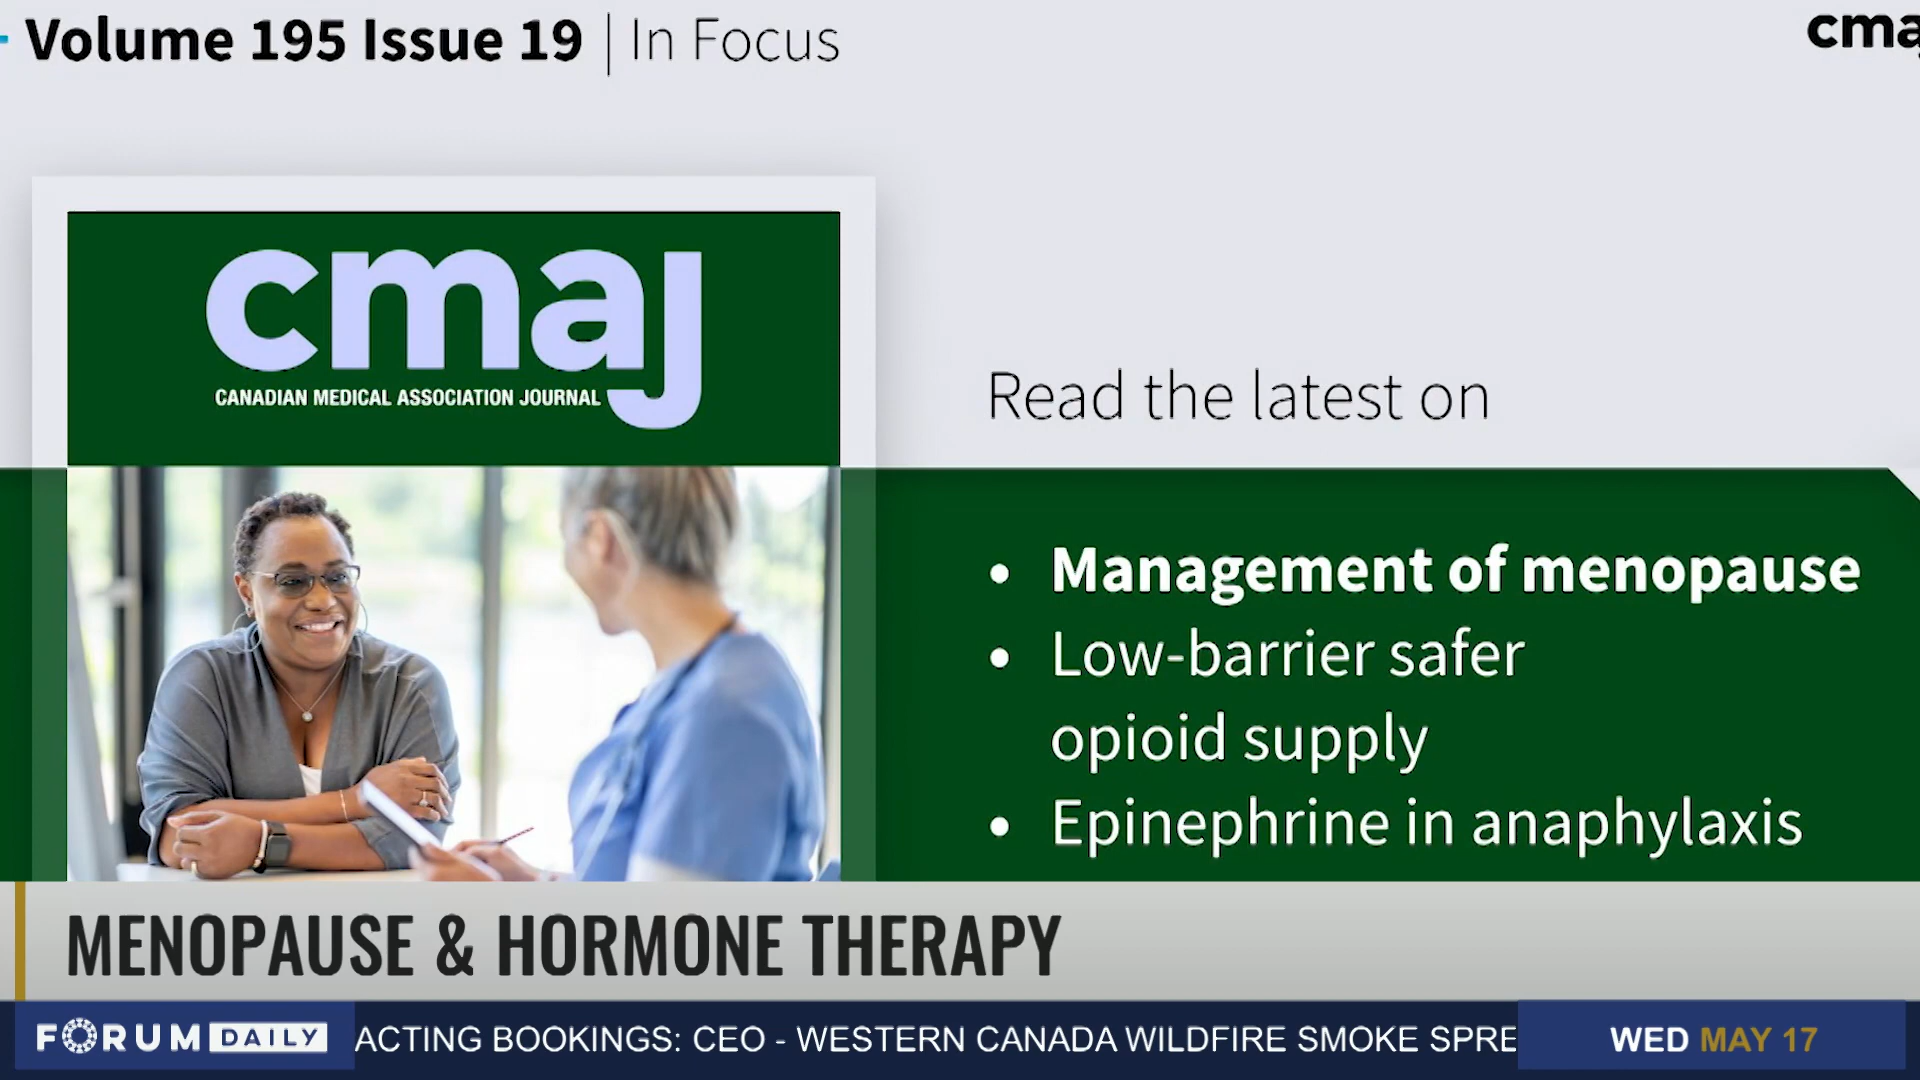 Volume 195 Issue 19 | In Focus
cmaj
CANADIAN MEDICAL ASSOCIATION JOURNAL
Read the latest on
• Management of menopause
• Low-barrier safer
opioid supply
• Epinephrine in anaphylaxis
MENOPAUSE & HORMONE THERAPY
FORUM DAILY
ACTING BOOKINGS: CEO - WESTERN CANADA WILDFIRE SMOKE SPRE
WED MAY 17